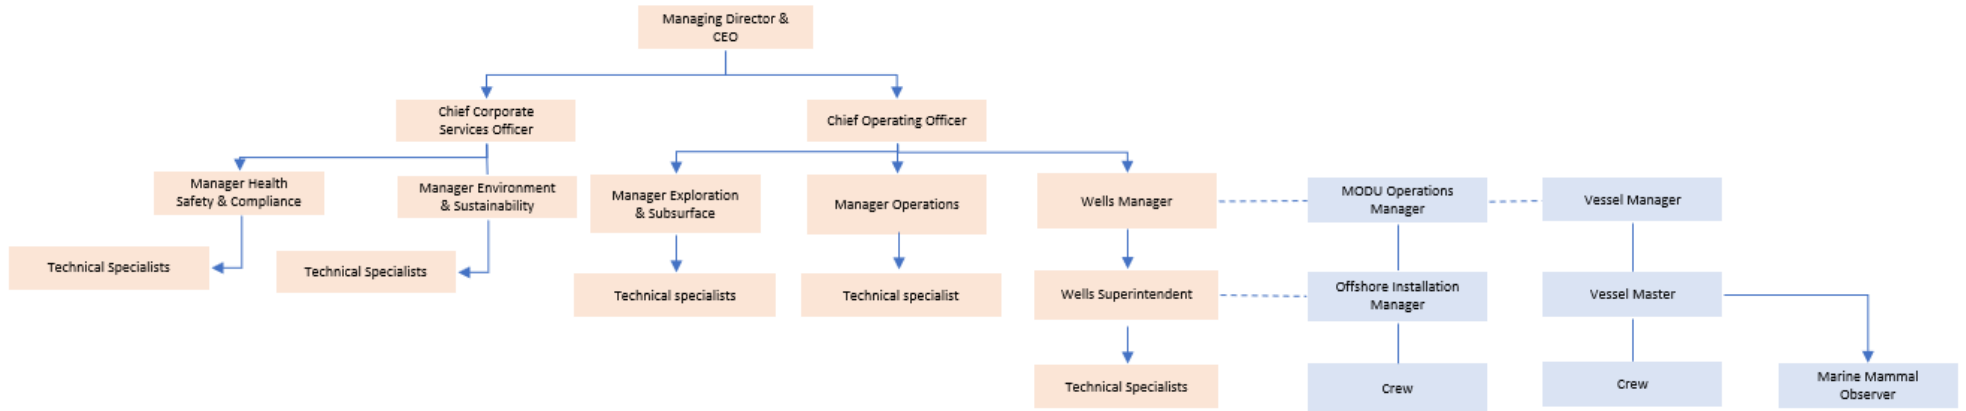 Managing Director &
CEO
Chief Corporate
Services Officer
Chief Operating Officer
Manager Health
Safety & Compliance
Manager Environment
& Sustainability
Manager Exploration
& Subsurface
Manager Operations
Wells Manager
MODU Operations
Manager
Vessel Manager
Technical Specialists
Technical Specialists
Technical specialists
Technical specialist
Wells Superintendent
Offshore Installation
Manager
Vessel Master
Technical Specialists
Crew
Crew
Marine Mammal
Observer